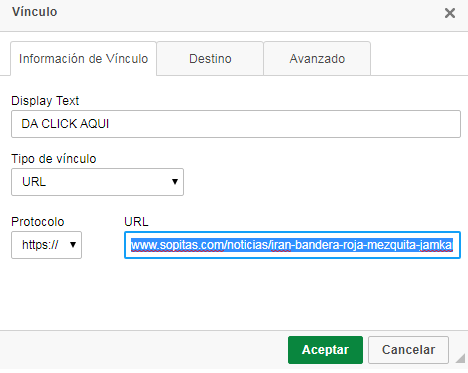 Vínculo
Información de Vínculo Destino Avanzado
Display Text
DA CLICK AQUI
Tipo de vínculo
URL
Protocolo URL
https:// www.sopitas.com/noticias/iran-bandera-roja-mezquita-jamka
Aceptar Cancelar